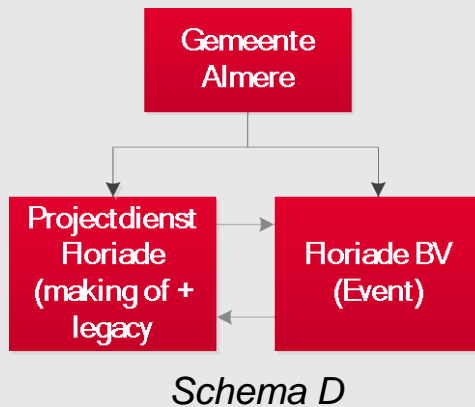 Gemeente
Almere
Projectdienst
Floriade
(making of +
legacy
Floriade BV
(Event)
Schema D